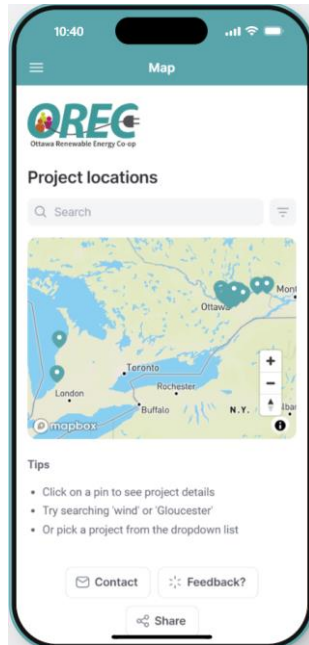 10:40
Map
OREC
Ottawa Renewable Energy Co-op
Project locations
Search
Ottawa
Mont
Toronto
London
Rochester
Buffalo
N.Y.
lba
mapbox
Tips
• Click on a pin to see project details
• Try searching 'wind' or 'Gloucester'
• Or pick a project from the dropdown list
Contact
Feedback?
Share